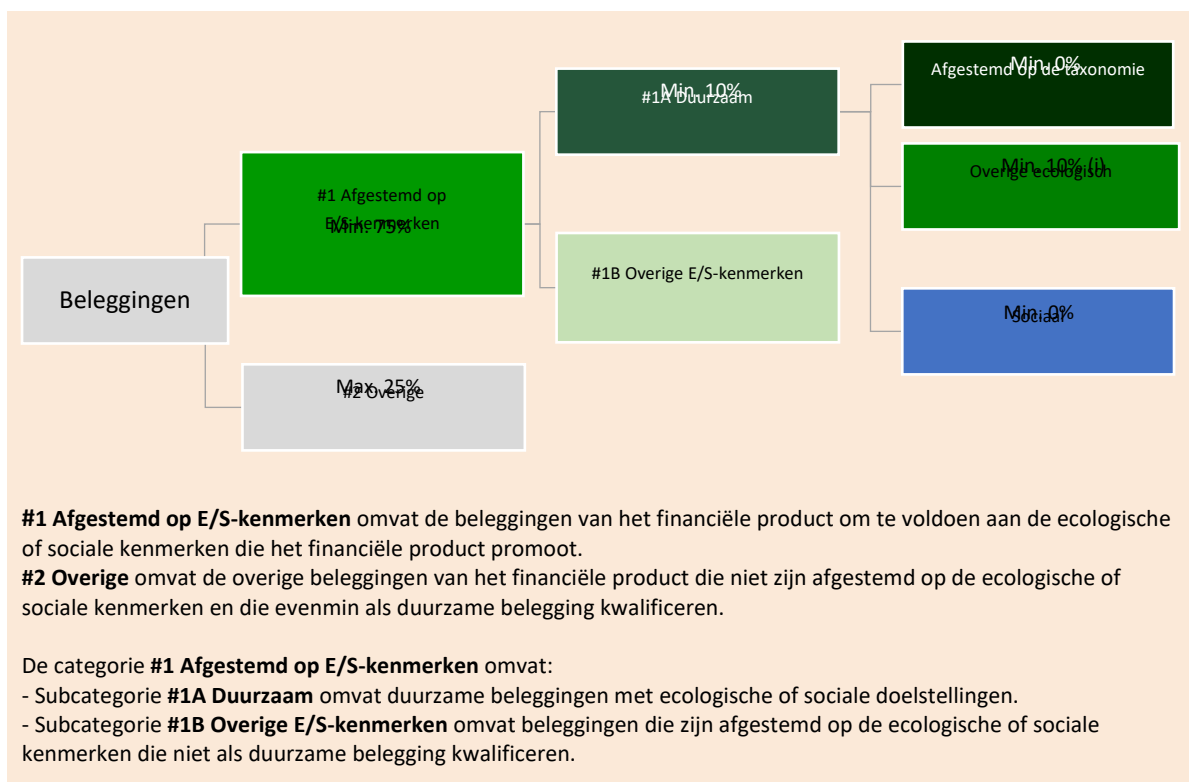 Beleggingen
#1 Afgestemd op
E/S-kenmerken
Min. 75%
#2 Overige
Max. 25%
#1A Duurzaam
Min. 10%
#1B Overige E/S-kenmerken
Afgestemd op de taxonomie
Min. 0%
Overige ecologisch
Min. 10% (i)
Sociaal
Min. 0%
#1 Afgestemd op E/S-kenmerken omvat de beleggingen van het financiële product om te voldoen aan de ecologische
of sociale kenmerken die het financiële product promoot.
#2 Overige omvat de overige beleggingen van het financiële product die niet zijn afgestemd op de ecologische of
sociale kenmerken en die evenmin als duurzame belegging kwalificeren.
De categorie #1 Afgestemd op E/S-kenmerken omvat:
- Subcategorie #1A Duurzaam omvat duurzame beleggingen met ecologische of sociale doelstellingen.
- Subcategorie #1B Overige E/S-kenmerken omvat beleggingen die zijn afgestemd op de ecologische of sociale
kenmerken die niet als duurzame belegging kwalificeren.